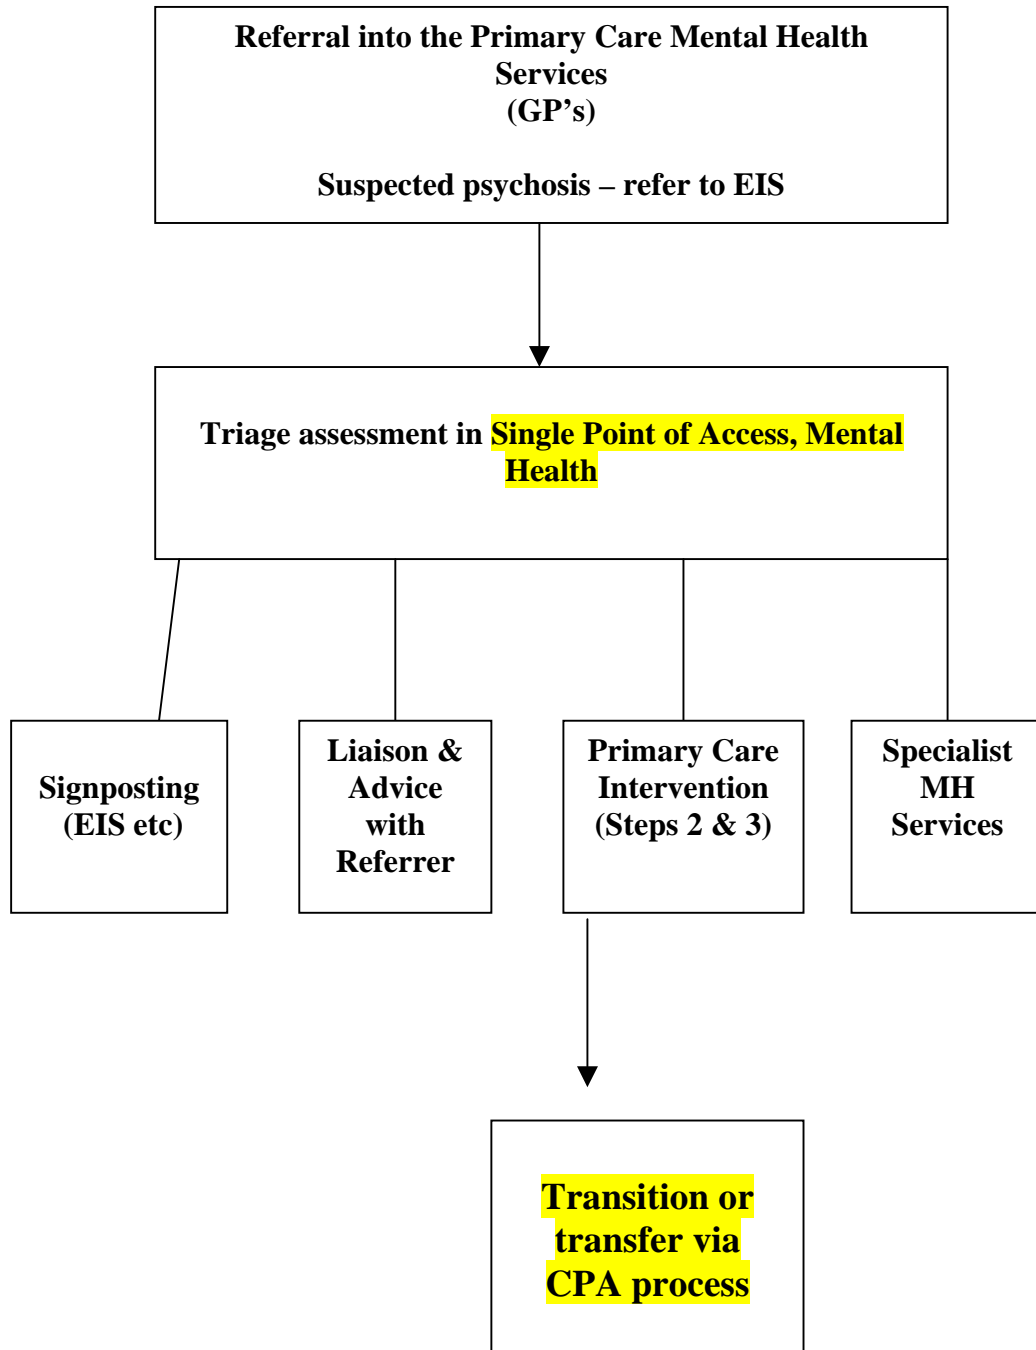 Referral into the Primary Care Mental Health
Services
(GP’s)
Suspected psychosis – refer to EIS
Triage assessment in Single Point of Access, Mental
Health
Signposting
(EIS etc)
Liaison &
Advice
with
Referrer
Primary Care
Intervention
(Steps 2 & 3)
Specialist
MH
Services
Transition or
transfer via
CPA process